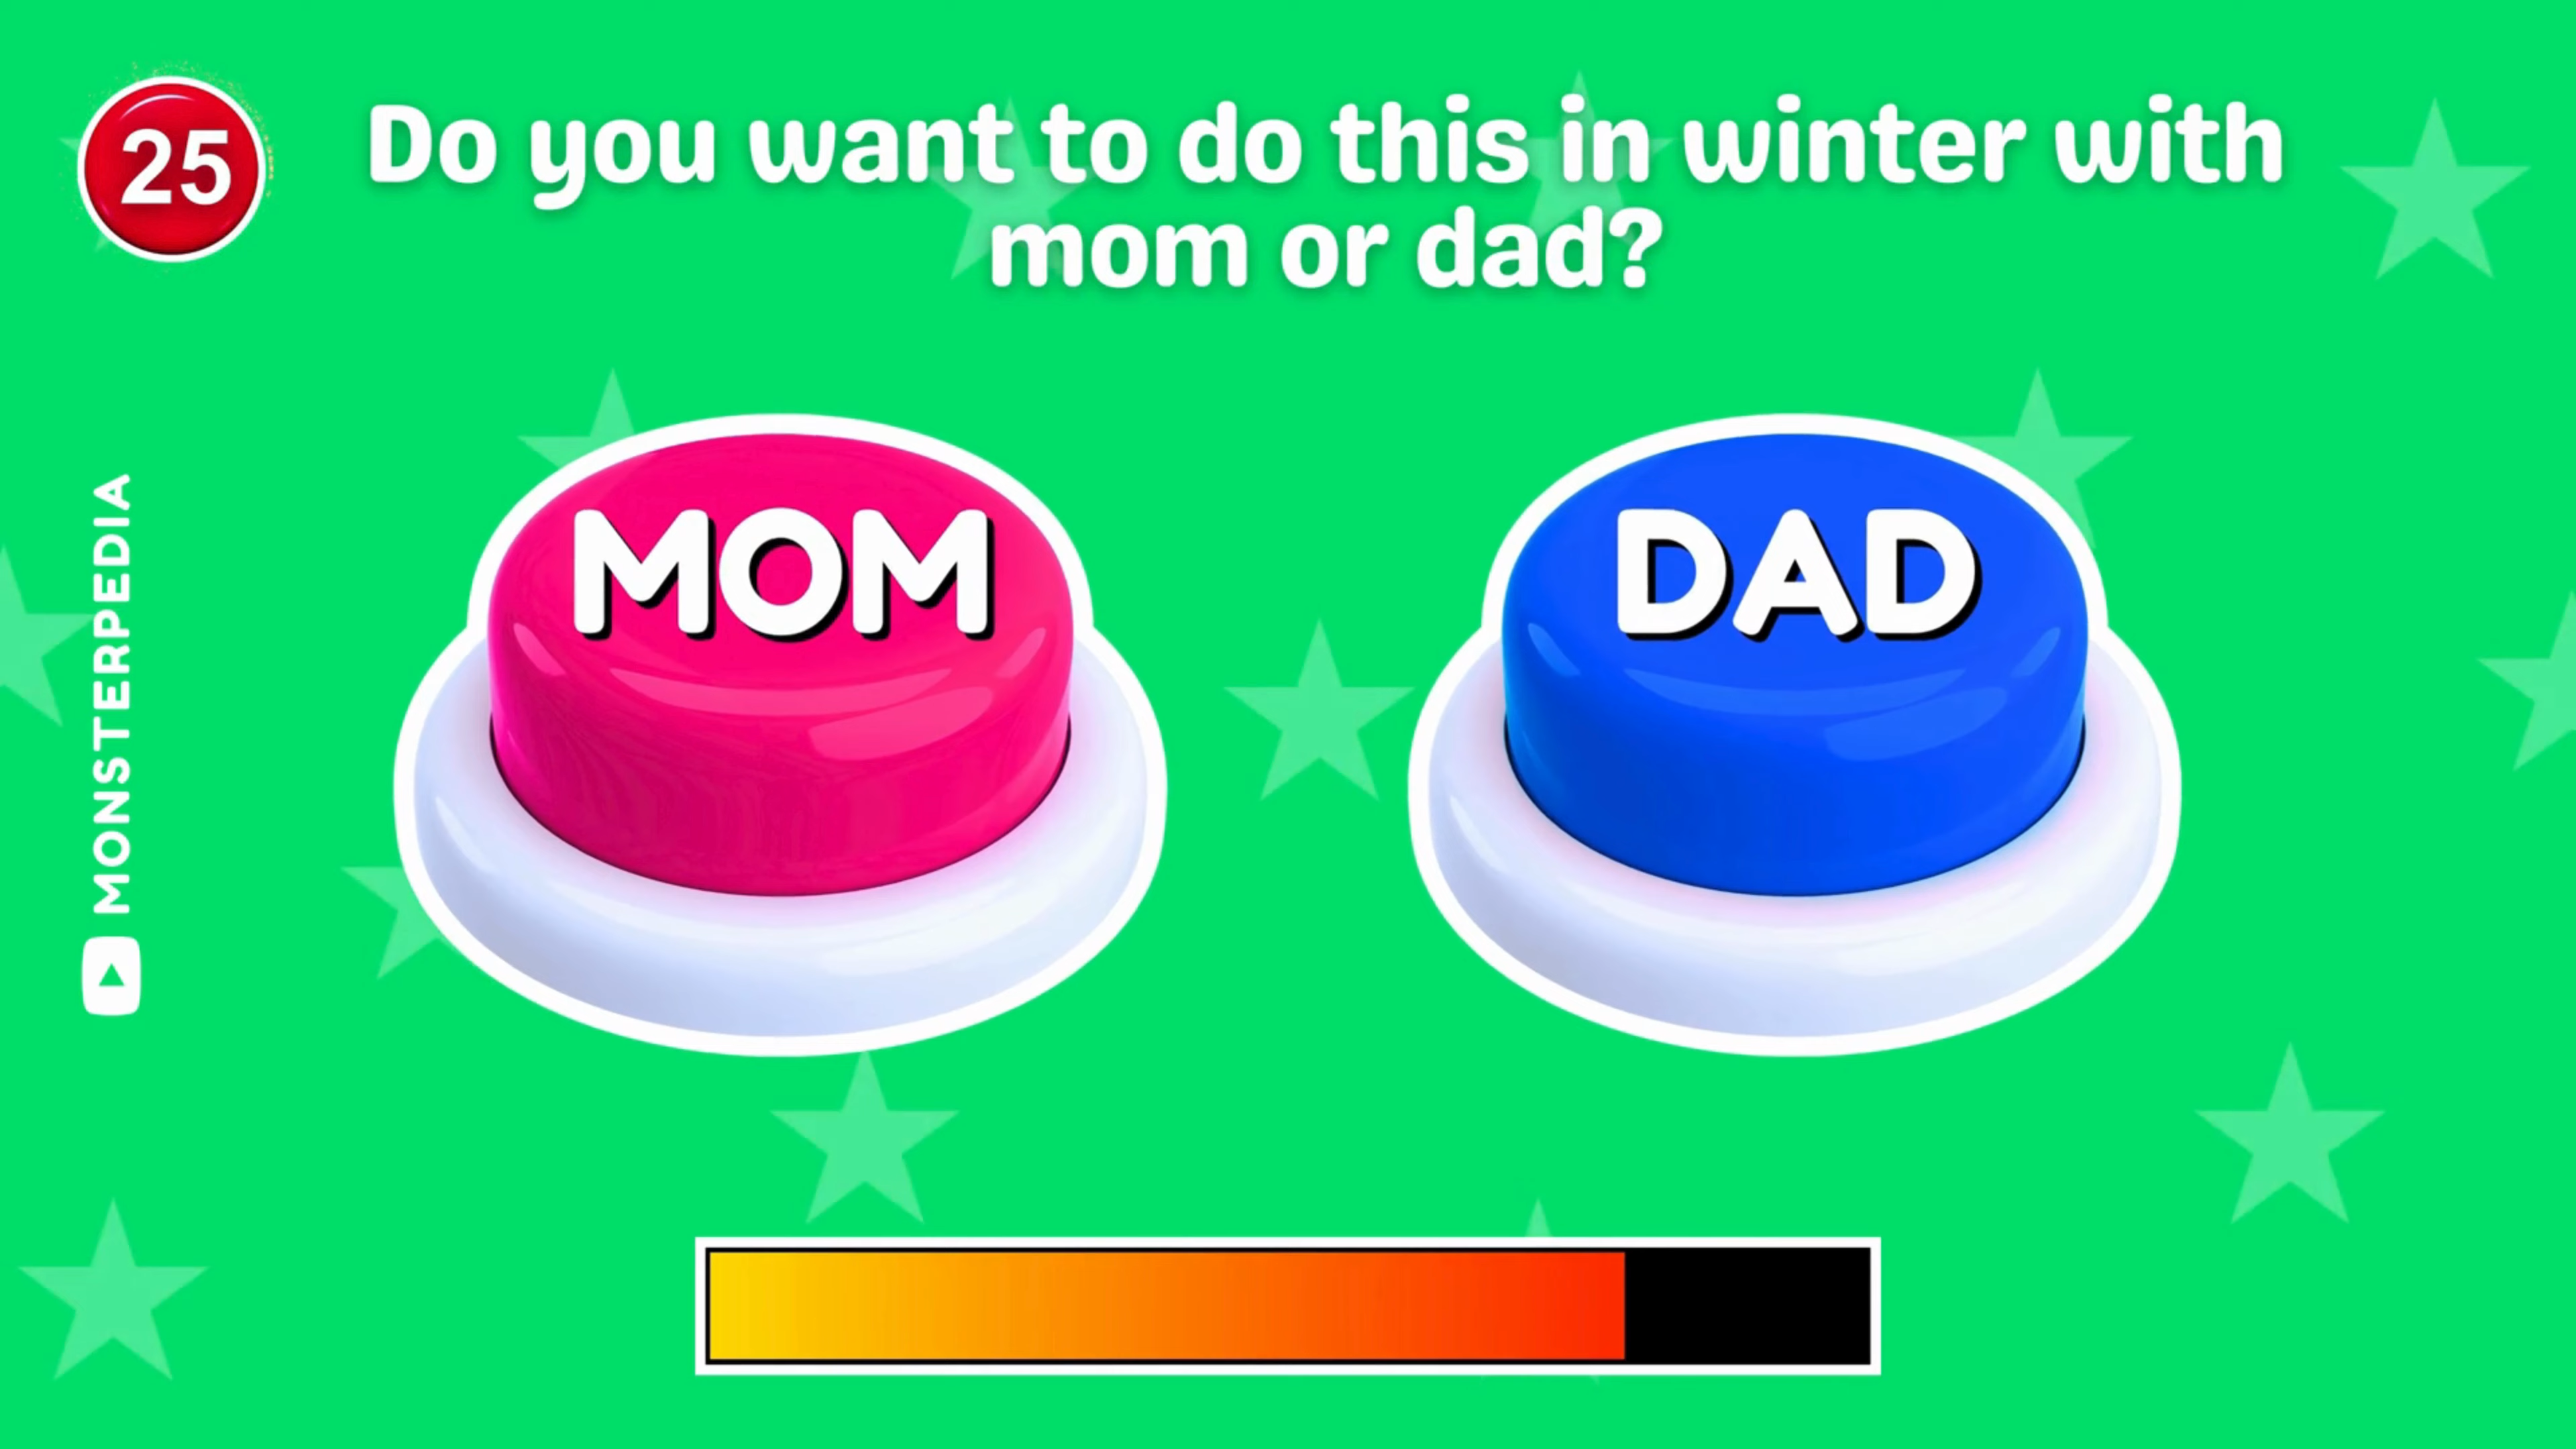 25
Do you want to do this in winter with
mom or dad?
MOM
DAD
MONSTERPEDIA